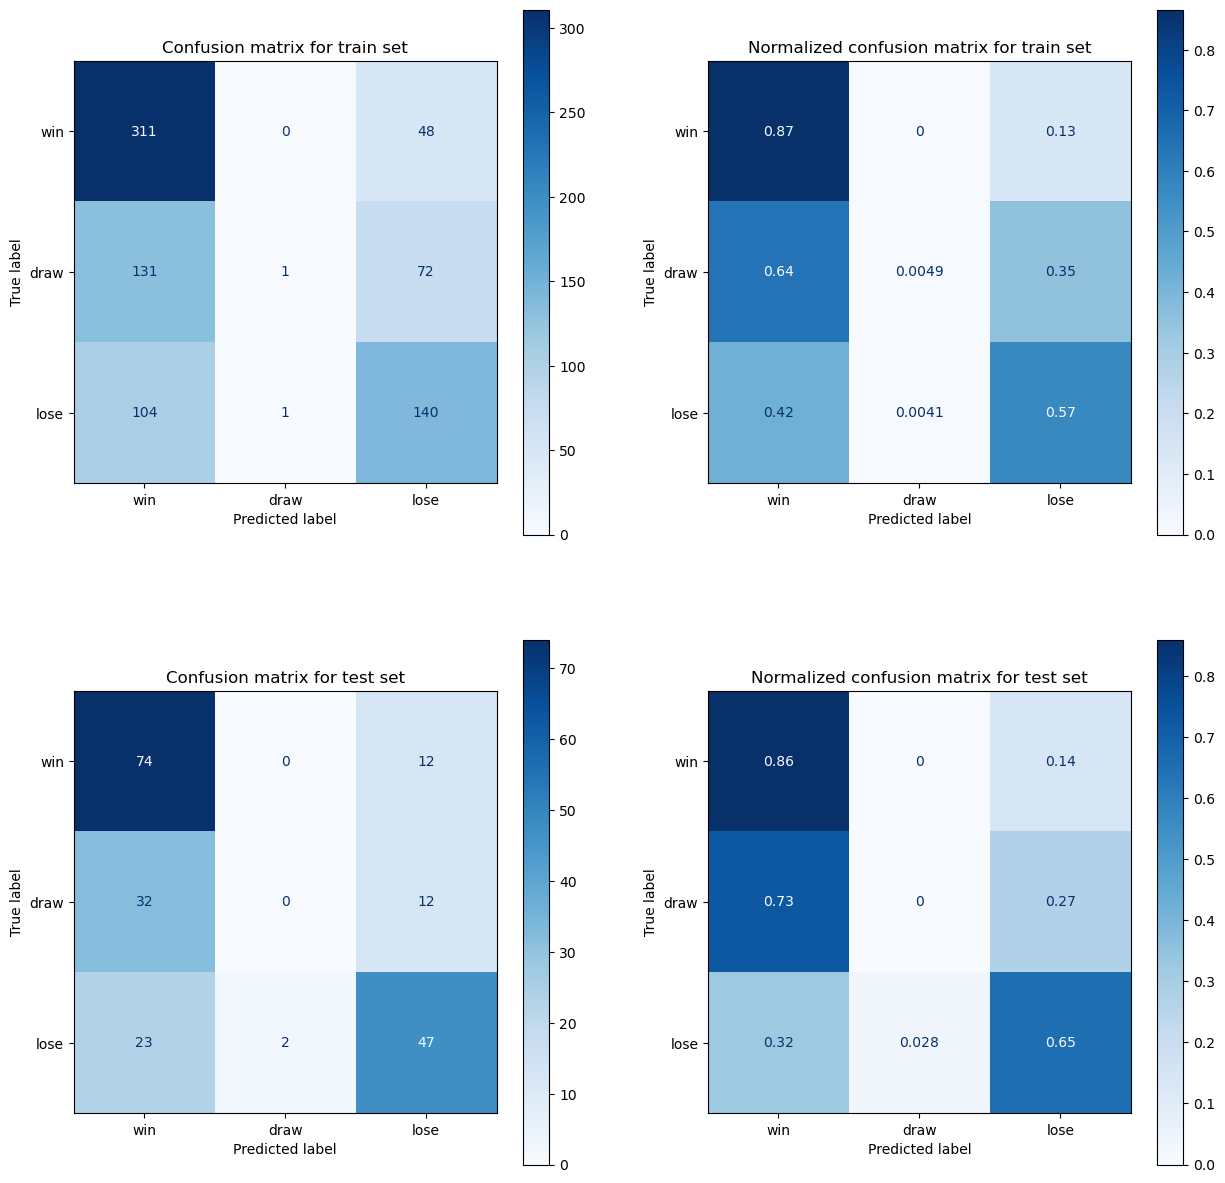 Confusion matrix for train set
win 311 0 48
draw 131 1 72
lose 104 1 140
win draw lose
Predicted label
True label
300
250
200
150
100
50
0
Normalized confusion matrix for train set
win 0.87 0 0.13
draw 0.64 0.0049 0.35
lose 0.42 0.0041 0.57
win draw lose
Predicted label
True label
0.8
0.7
0.6
0.5
0.4
0.3
0.2
0.1
0.0
Confusion matrix for test set
win 74 0 12
draw 32 0 12
lose 23 2 47
win draw lose
Predicted label
True label
70
60
50
40
30
20
10
0
Normalized confusion matrix for test set
win 0.86 0 0.14
draw 0.73 0 0.27
lose 0.32 0.028 0.65
win draw lose
Predicted label
True label
0.8
0.7
0.6
0.5
0.4
0.3
0.2
0.1
0.0